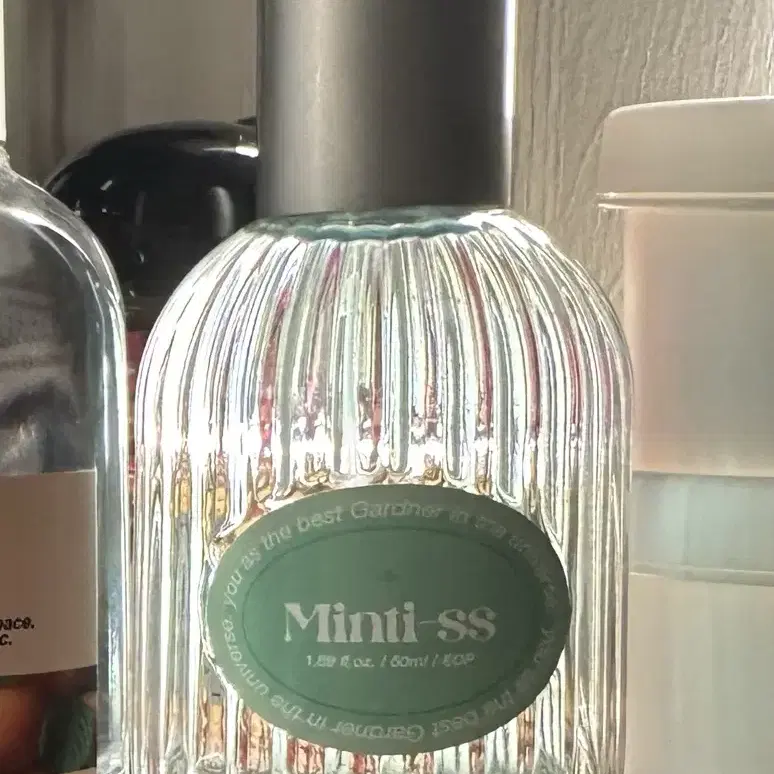 you as the best Gardner in the universe. you as the best Gardner in the universe.
Minti-ss
1.69 fl oz. / 50ml / EDP
pace.
c.